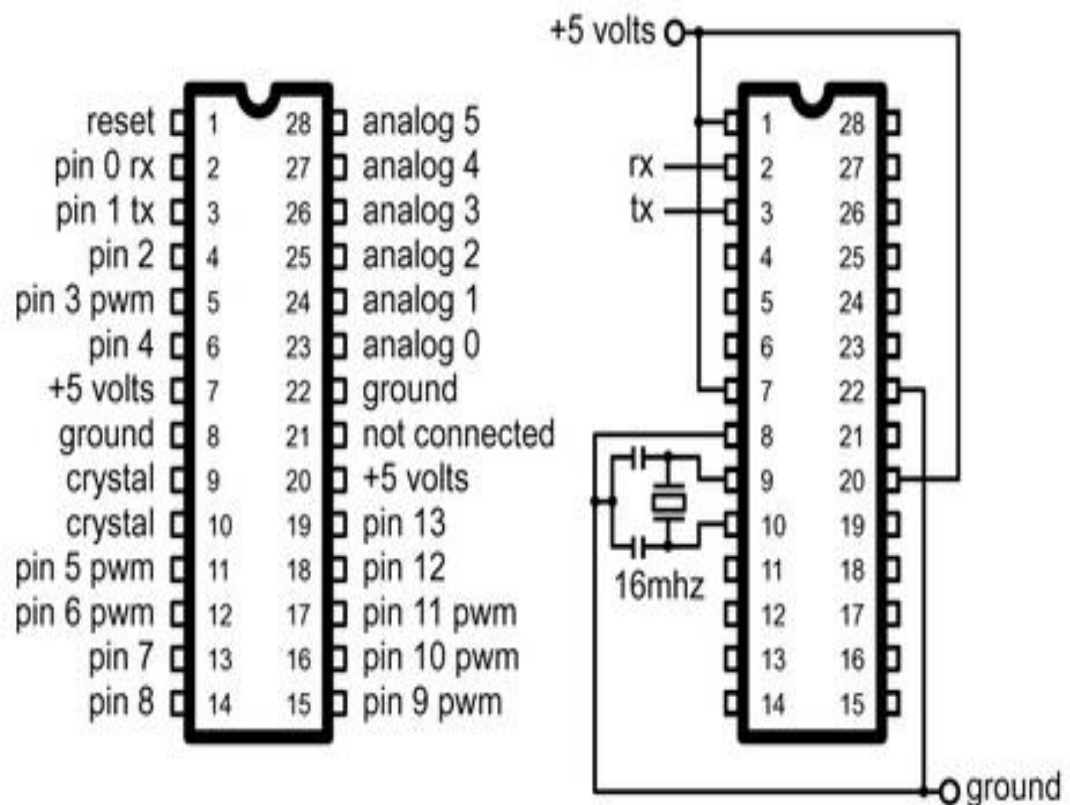 +5 volts
reset 1 28 analog 5
pin 0 rx 2 27 analog 4
pin 1 tx 3 26 analog 3
pin 2 4 25 analog 2
pin 3 pwm 5 24 analog 1
pin 4 6 23 analog 0
+5 volts 7 22 ground
ground 8 21 not connected
crystal 9 20 +5 volts
crystal 10 19 pin 13
pin 5 pwm 11 18 pin 12
pin 6 pwm 12 17 pin 11 pwm
pin 7 13 16 pin 10 pwm
pin 8 14 15 pin 9 pwm
1 28
rx 2 27
tx 3 26
4 25
5 24
6 23
7 22
8 21
9 20
10 19
16mhz 11 18
12 17
13 16
14 15
ground